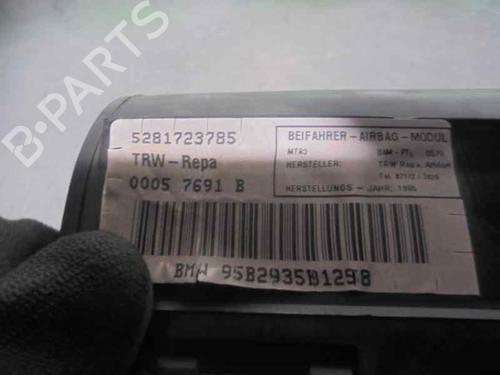 B-PARTS
5281723785
TRW-Repa
0005 7691 B
BEIFAHRER-AIRBAG-MODUL
HERSTELLER: TRW Repa
HERSTELLUNGS-JAHR: 1995
BMW 95B2935B1298